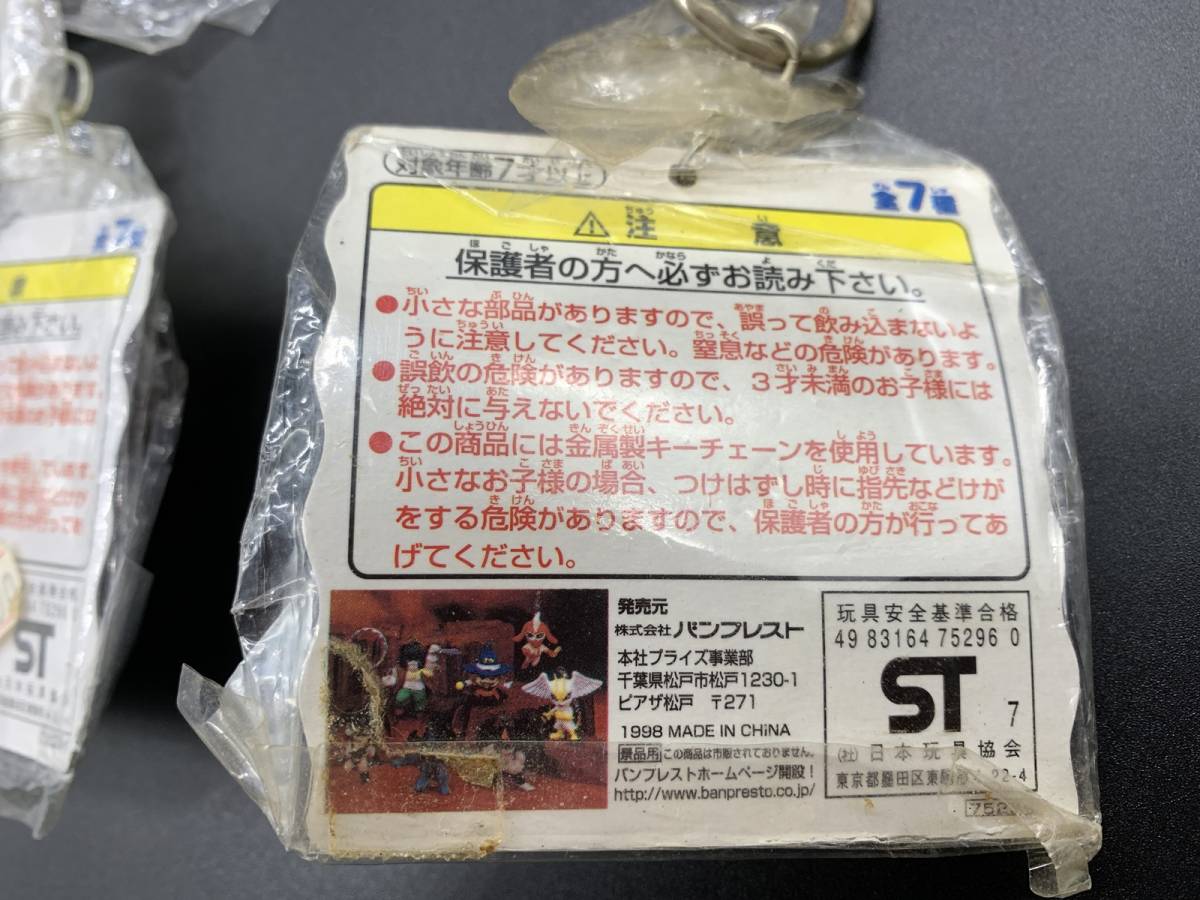 対象年齢7才以上
全7種
⚠注意
保護者の方へ必ずお読み下さい。
●小さな部品がありますので、誤って飲み込まないよ
うに注意してください。窒息などの危険があります。
●誤飲の危険がありますので、3才未満のお子様には
絶対に与えないでください。
●この商品には金属製キーチェーンを使用しています。
小さなお子様の場合、つけはずし時に指先などけが
をする危険がありますので、保護者の方が行ってあ
げてください。
発売元
株式会社バンプレスト
本社プライズ事業部
千葉県松戸市松戸1230-1
ピアザ松戸 〒271
1998 MADE IN CHINA
景品用 この商品は市販されておりません。
バンプレストホームページ開設!
http://www.banpresto.co.jp/
玩具安全基準合格
49 83164 75296 0
ST 7
(社)日本玩具協会
東京都墨田区東駒形4-22-4
全7種
ST